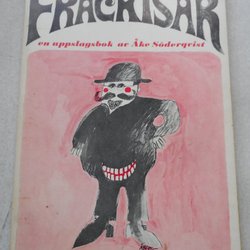 FRACKISAR
en uppslagsbok av Åke Söderqvist